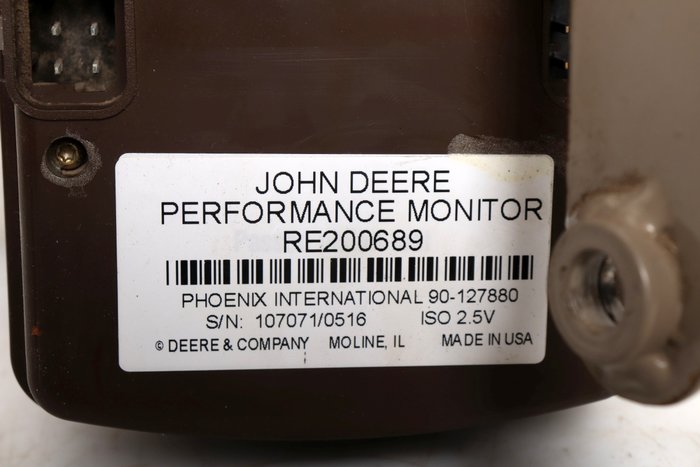 JOHN DEERE
PERFORMANCE MONITOR
RE200689
PHOENIX INTERNATIONAL 90-127880
S/N: 107071/0516 ISO 2.5V
© DEERE & COMPANY MOLINE, IL MADE IN USA